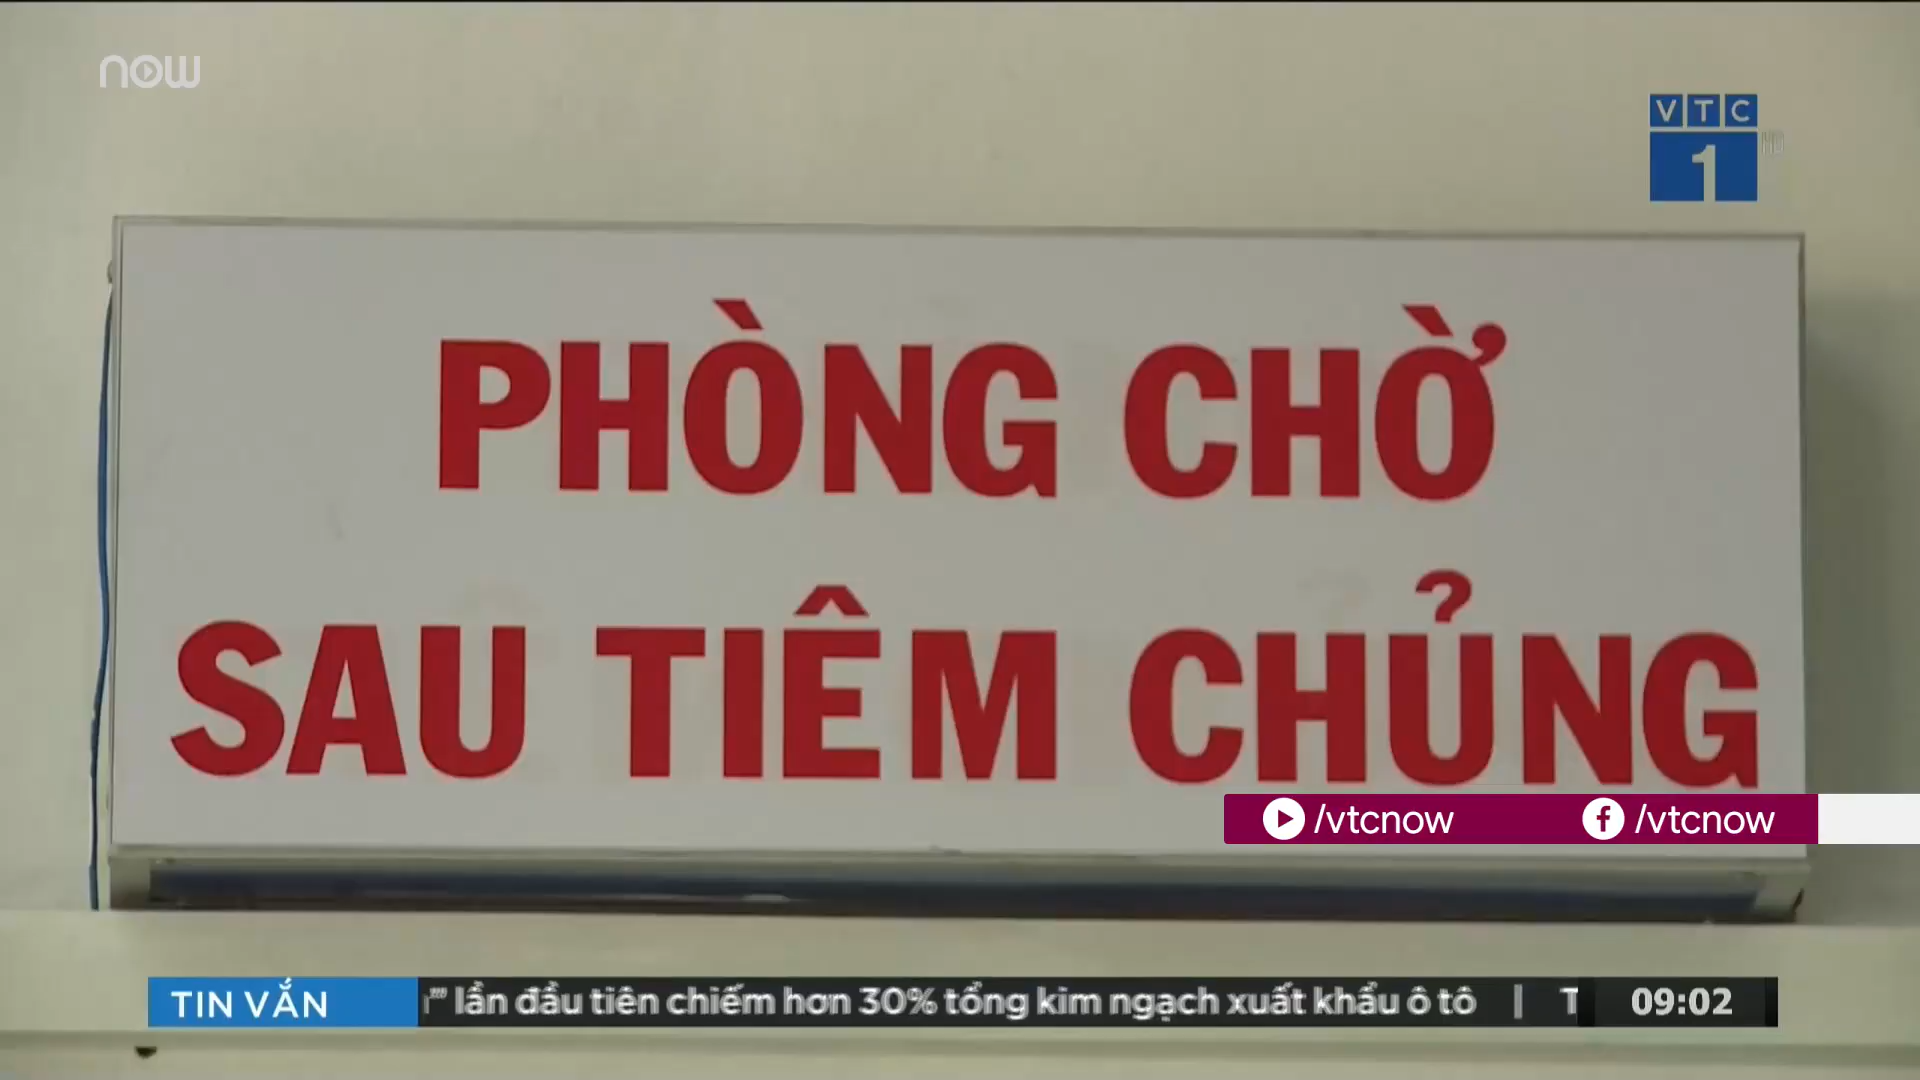 now
VTC
1
HD
PHÒNG CHỜ
SAU TIÊM CHỦNG
/vtcnow
/vtcnow
TIN VẮN
lần đầu tiên chiếm hơn 30% tổng kim ngạch xuất khẩu ô tô | T
09:02